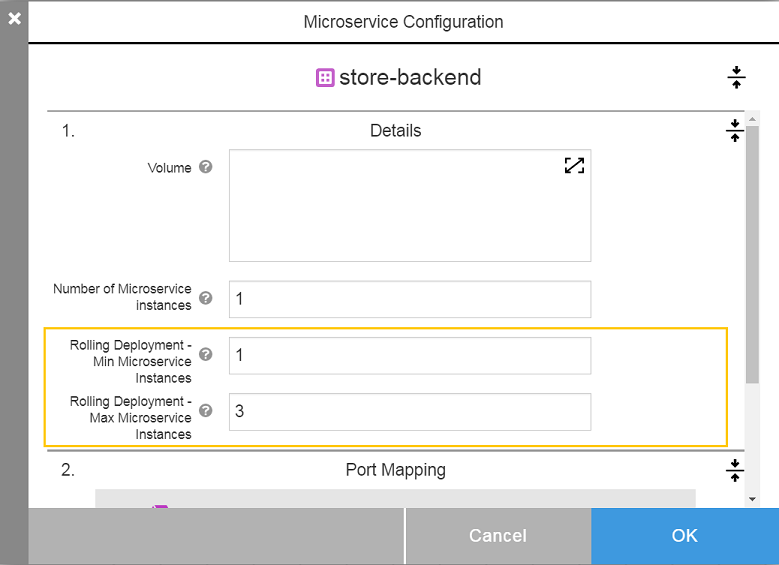 Microservice Configuration
store-backend
1.
Details
Volume
Number of Microservice
instances
1
Rolling Deployment -
Min Microservice
Instances
1
Rolling Deployment -
Max Microservice
Instances
3
2.
Port Mapping
Cancel
OK